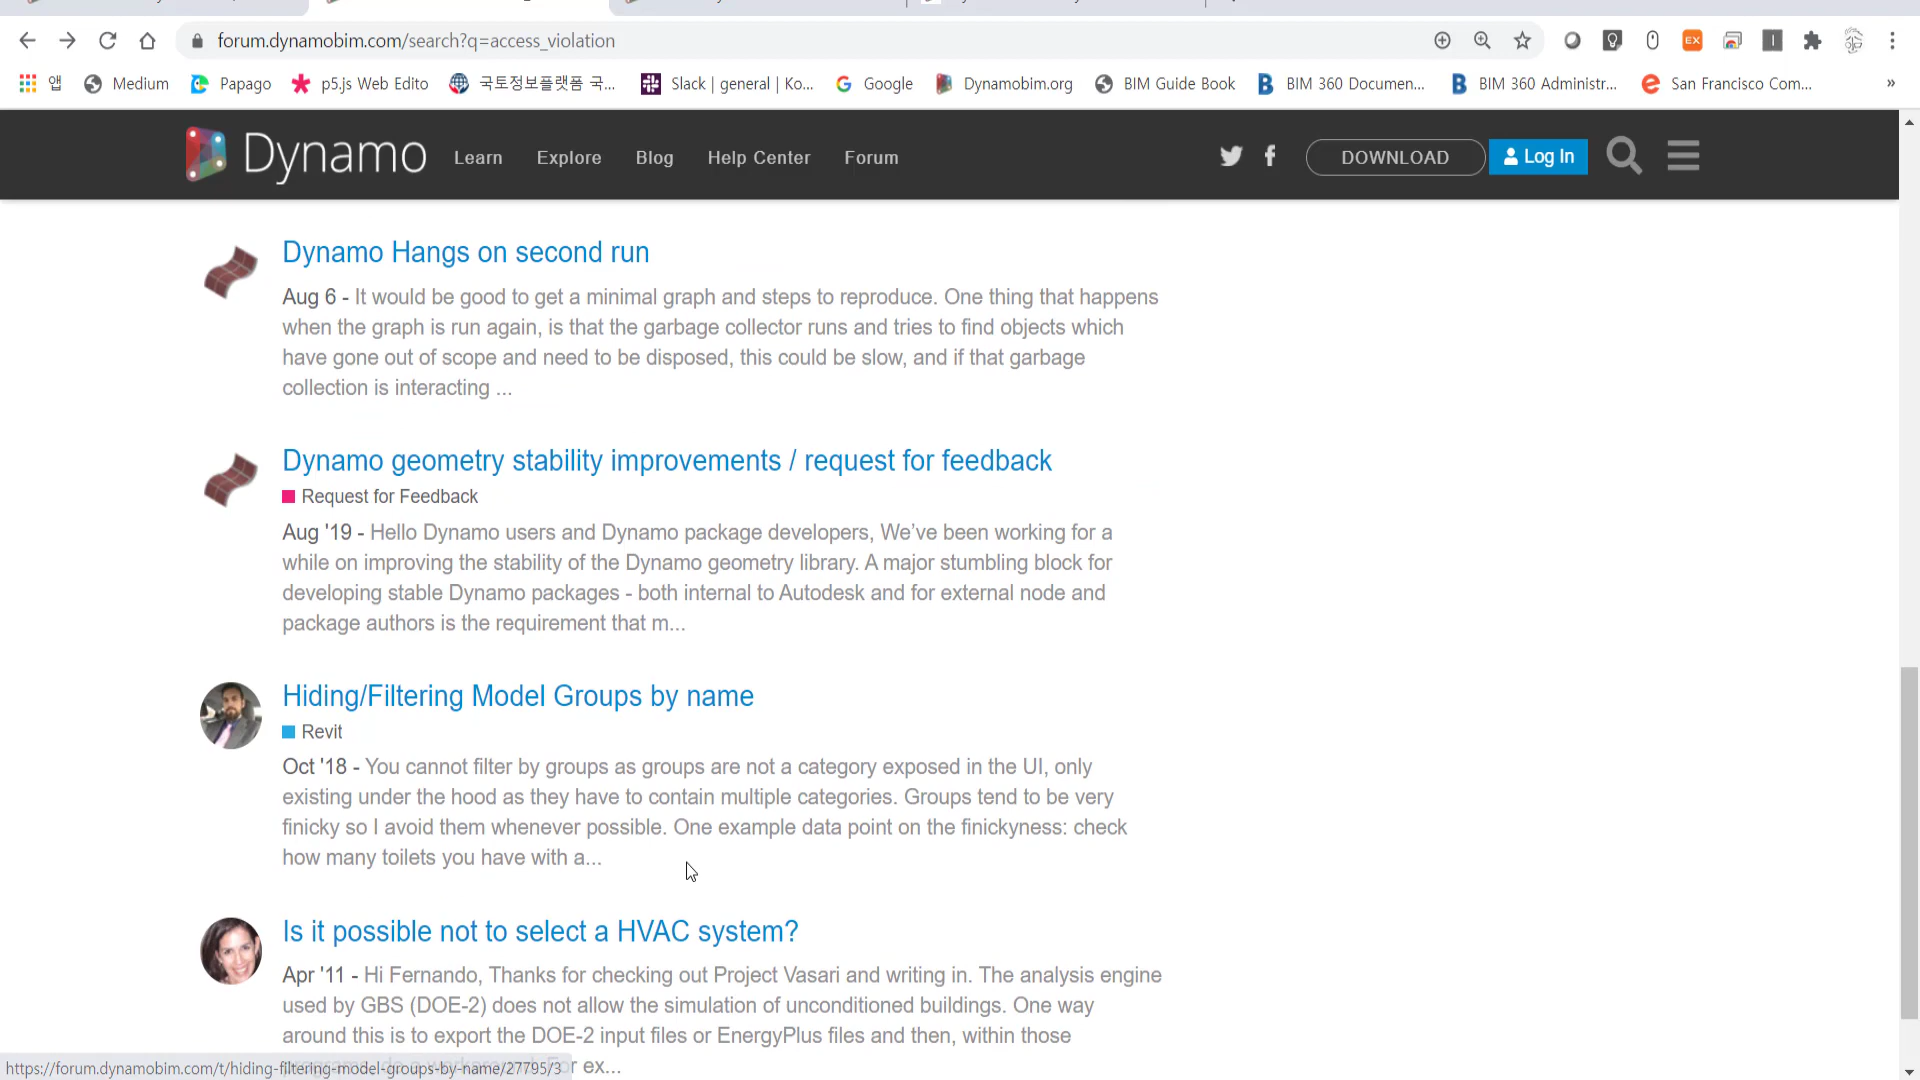 forum.dynamobim.com/search?q=access_violation
EX
앱 Medium Papago p5.js Web Edito 국토정보플랫폼 국... Slack | general | Ko... Google Dynamobim.org BIM Guide Book BIM 360 Documen... BIM 360 Administr... San Francisco Com... »
Dynamo Learn Explore Blog Help Center Forum DOWNLOAD Log In
Dynamo Hangs on second run
Aug 6 - It would be good to get a minimal graph and steps to reproduce. One thing that happens
when the graph is run again, is that the garbage collector runs and tries to find objects which
have gone out of scope and need to be disposed, this could be slow, and if that garbage
collection is interacting ...
Dynamo geometry stability improvements / request for feedback
Request for Feedback
Aug '19 - Hello Dynamo users and Dynamo package developers, We’ve been working for a
while on improving the stability of the Dynamo geometry library. A major stumbling block for
developing stable Dynamo packages - both internal to Autodesk and for external node and
package authors is the requirement that m...
Hiding/Filtering Model Groups by name
Revit
Oct '18 - You cannot filter by groups as groups are not a category exposed in the UI, only
existing under the hood as they have to contain multiple categories. Groups tend to be very
finicky so I avoid them whenever possible. One example data point on the finickyness: check
how many toilets you have with a...
Is it possible not to select a HVAC system?
Apr '11 - Hi Fernando, Thanks for checking out Project Vasari and writing in. The analysis engine
used by GBS (DOE-2) does not allow the simulation of unconditioned buildings. One way
around this is to export the DOE-2 input files or EnergyPlus files and then, within those
ex...
https://forum.dynamobim.com/t/hiding-filtering-model-groups-by-name/27795/3